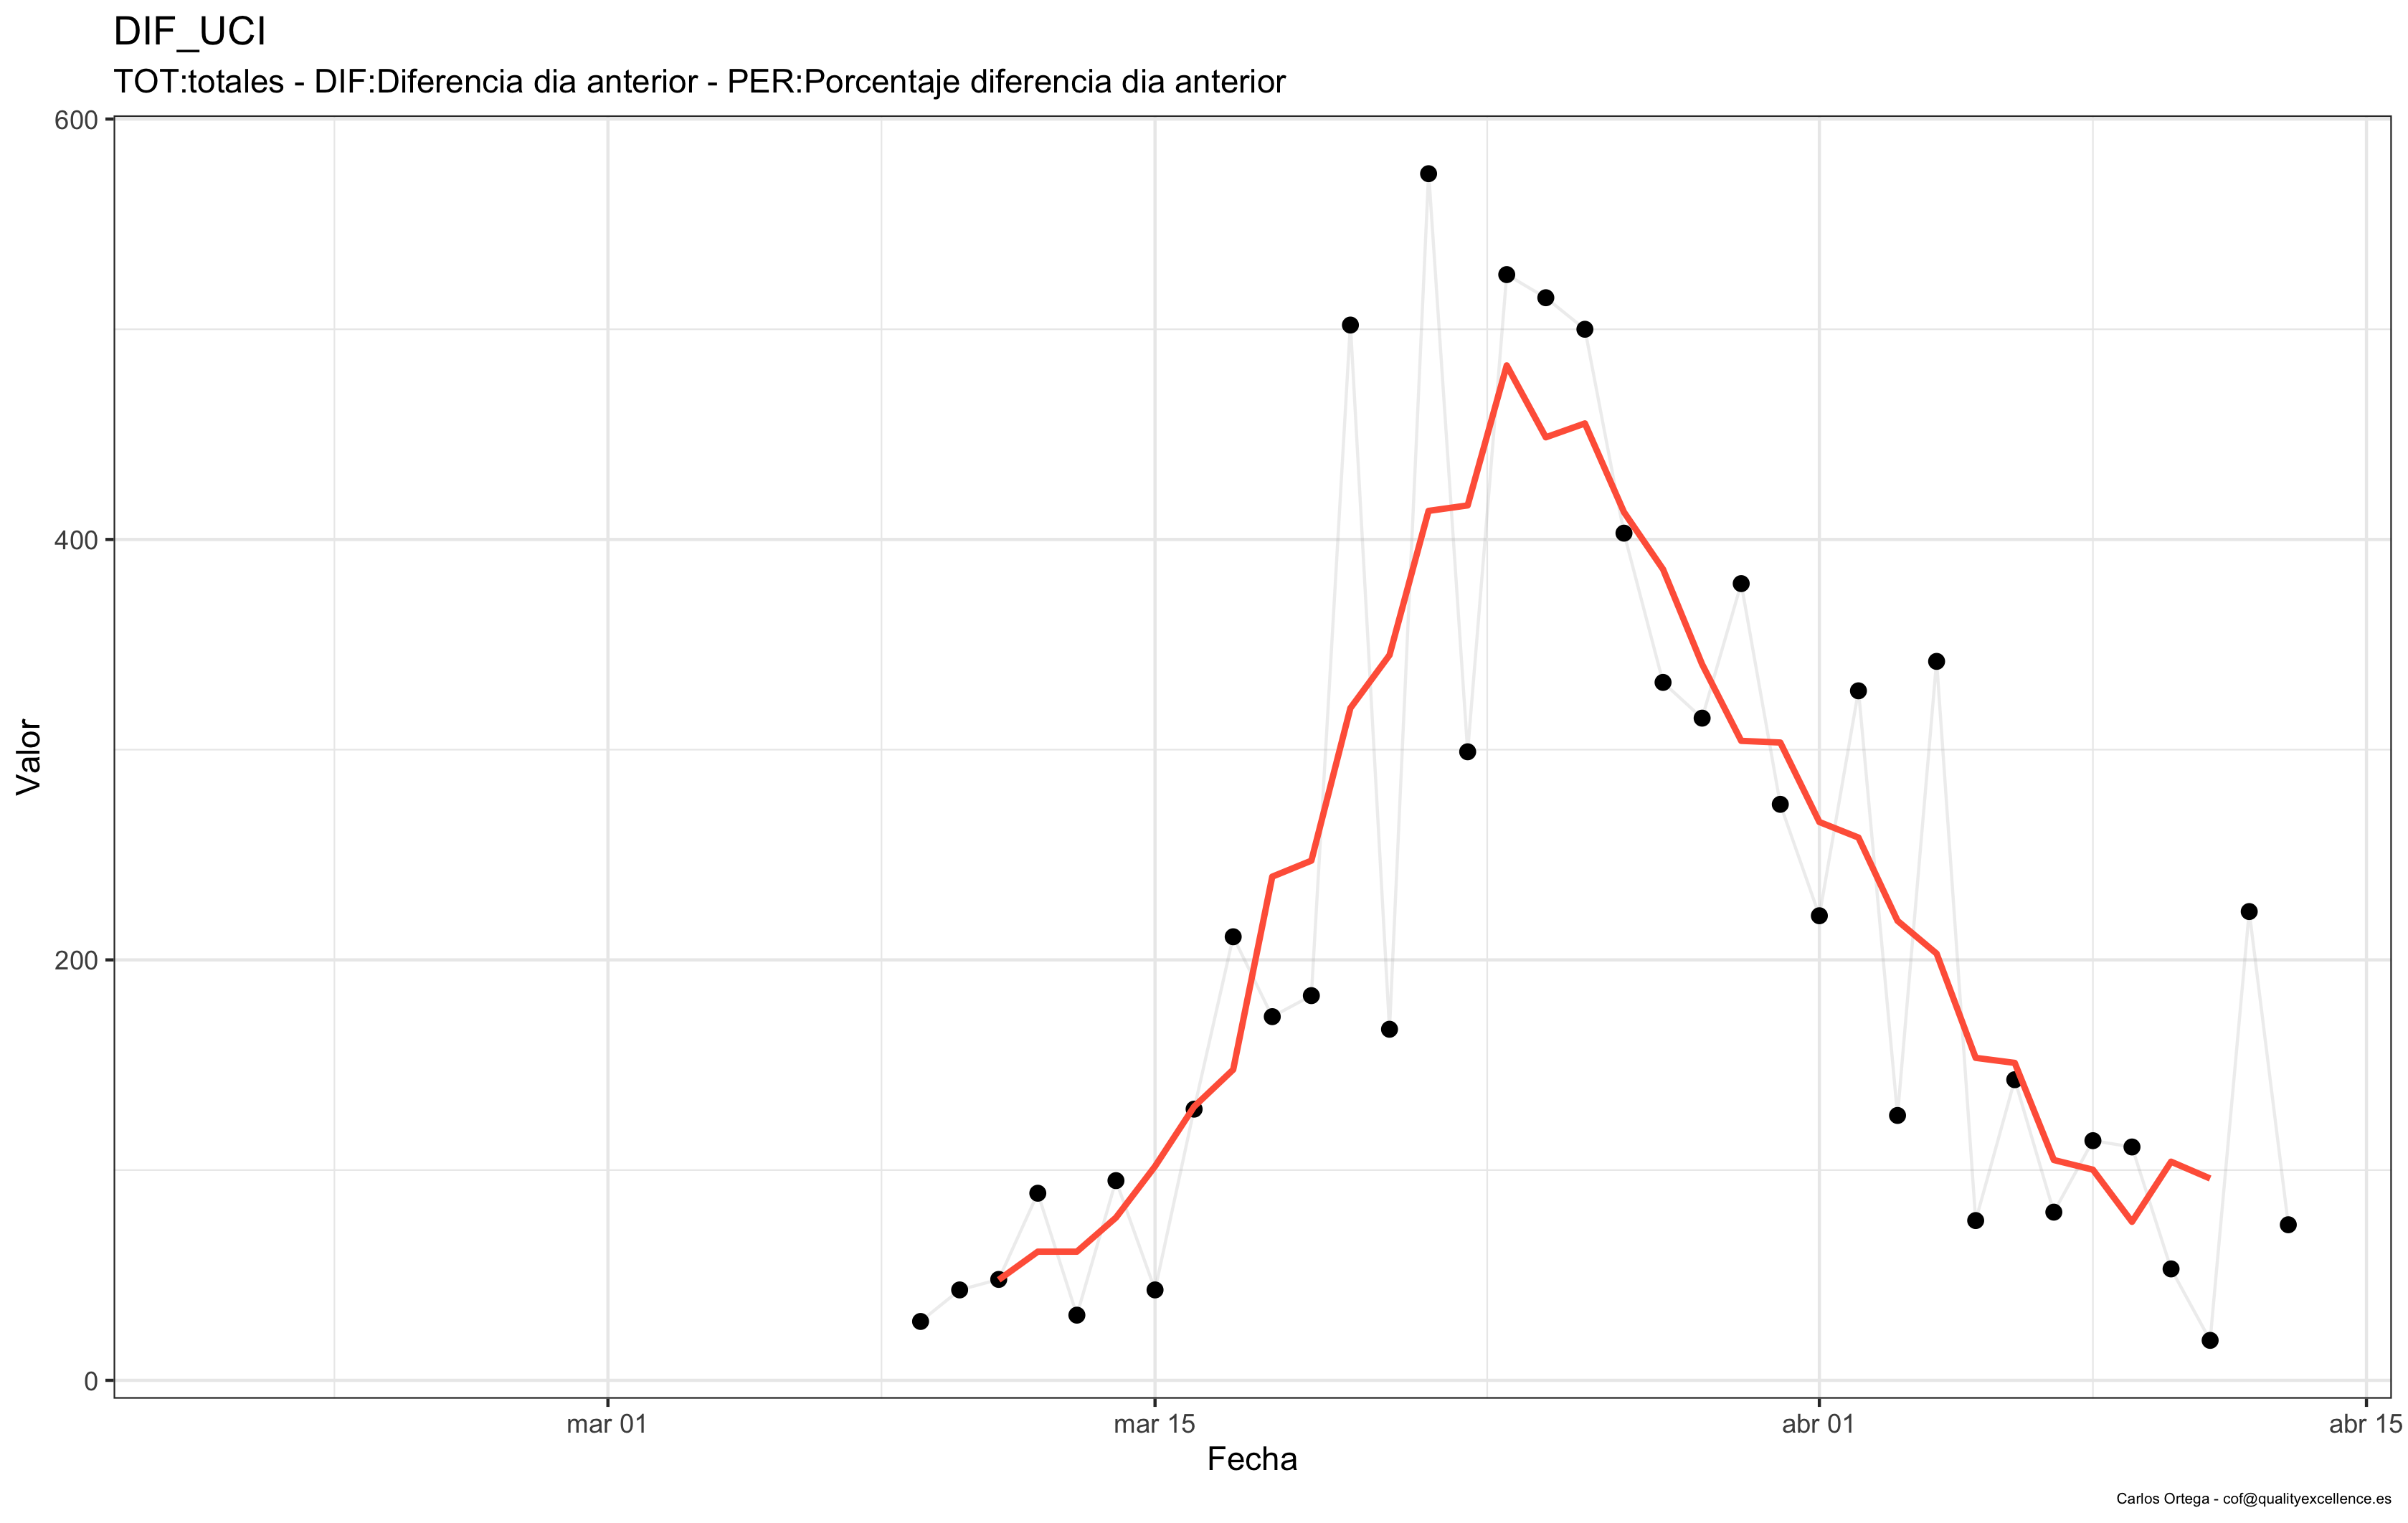 DIF_UCI
TOT:totales - DIF:Diferencia dia anterior - PER:Porcentaje diferencia dia anterior
600
400
200
0
Valor
mar 01
mar 15
abr 01
abr 15
Fecha
Carlos Ortega - cof@qualityexcellence.es